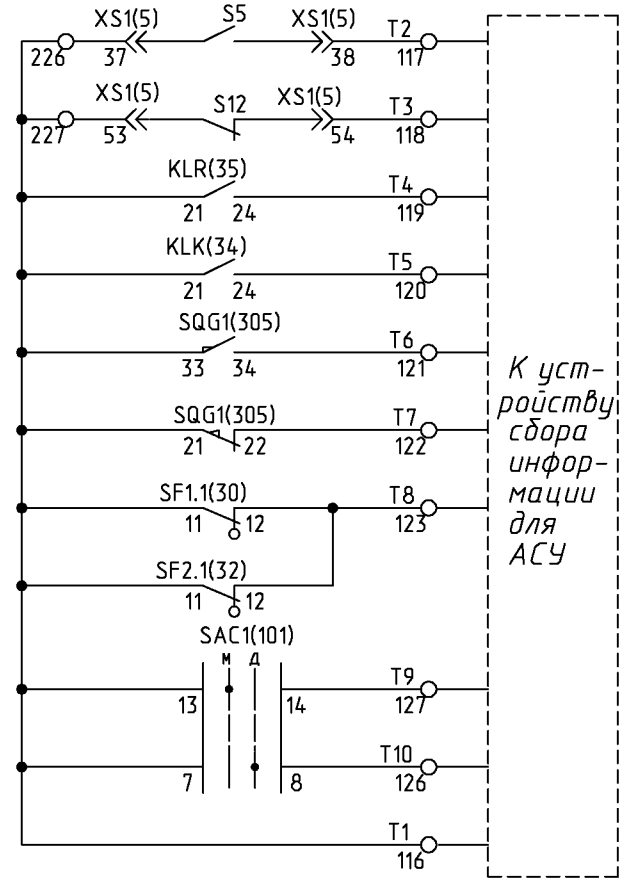 XS1(5) S5 XS1(5) T2
226 37 38 117
XS1(5) S12 XS1(5) T3
227 53 54 118
KLR(35) T4
21 24 119
KLK(34) T5
21 24 120
SQG1(305) T6
33 34 121
SQG1(305) T7
21 22 122
SF1.1(30) T8
11 12 123
SF2.1(32)
11 12
SAC1(101)
М Д
T9
13 14 127
T10
7 8 126
T1
116
К уст-
ройству
сбора
инфор-
мации
для
АСУ